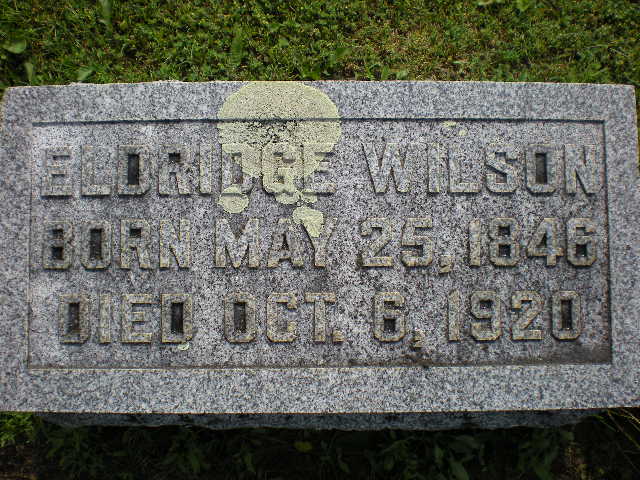 ELDRIDGE WILSON
BORN MAY 25, 1846
DIED OCT. 6, 1920